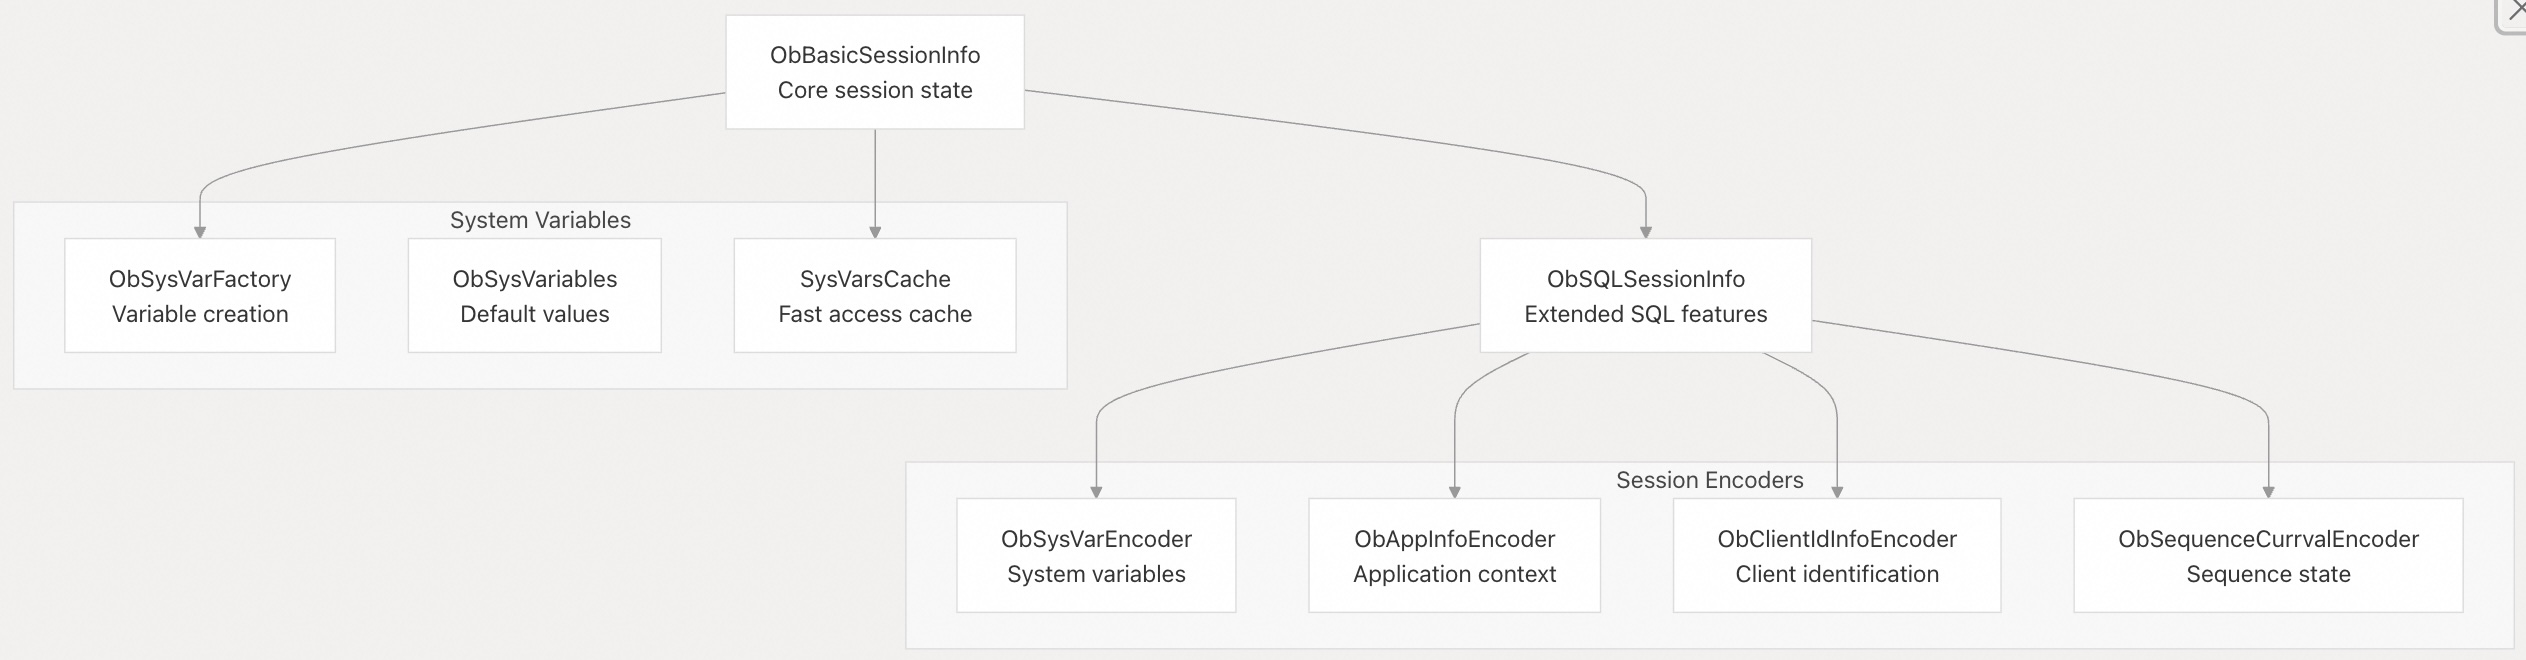 ObBasicSessionInfo
Core session state
System Variables
ObSysVarFactory
Variable creation
ObSysVariables
Default values
SysVarsCache
Fast access cache
ObSQLSessionInfo
Extended SQL features
Session Encoders
ObSysVarEncoder
System variables
ObAppInfoEncoder
Application context
ObClientIdInfoEncoder
Client identification
ObSequenceCurrvalEncoder
Sequence state